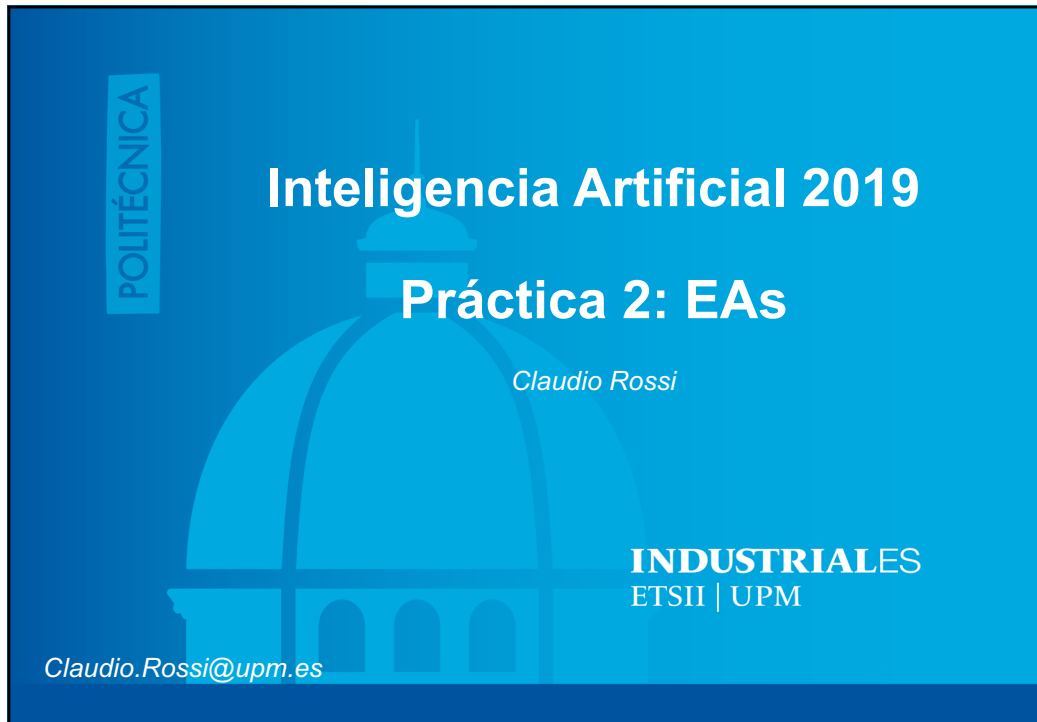 POLITÉCNICA
Inteligencia Artificial 2019
Práctica 2: EAs
Claudio Rossi
INDUSTRIALES
ETSII | UPM
Claudio.Rossi@upm.es